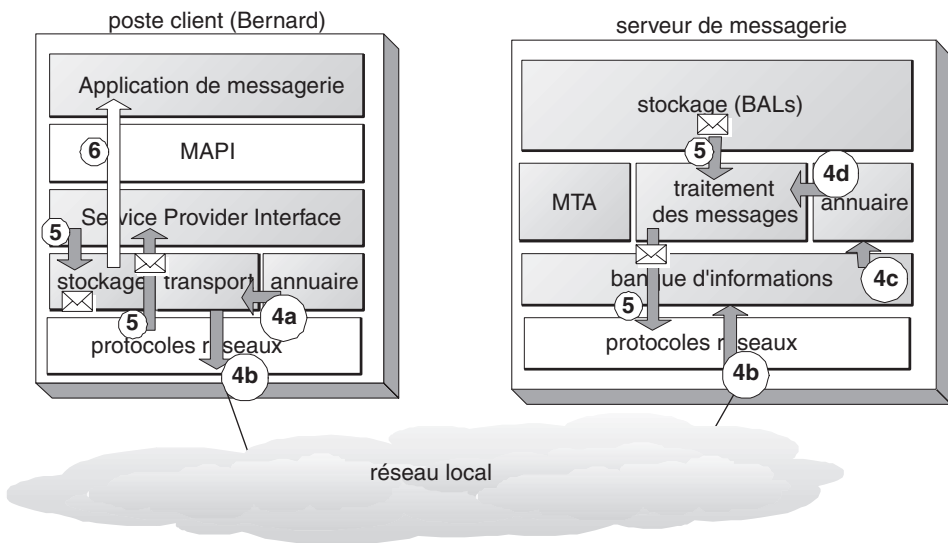 poste client (Bernard)
Application de messagerie
6
MAPI
Service Provider Interface
5
stockage
transport
annuaire
5
4a
protocoles réseaux
4b
serveur de messagerie
stockage (BALs)
5
4d
MTA
traitement
des messages
annuaire
banque d'informations
4c
5
protocoles réseaux
4b
réseau local